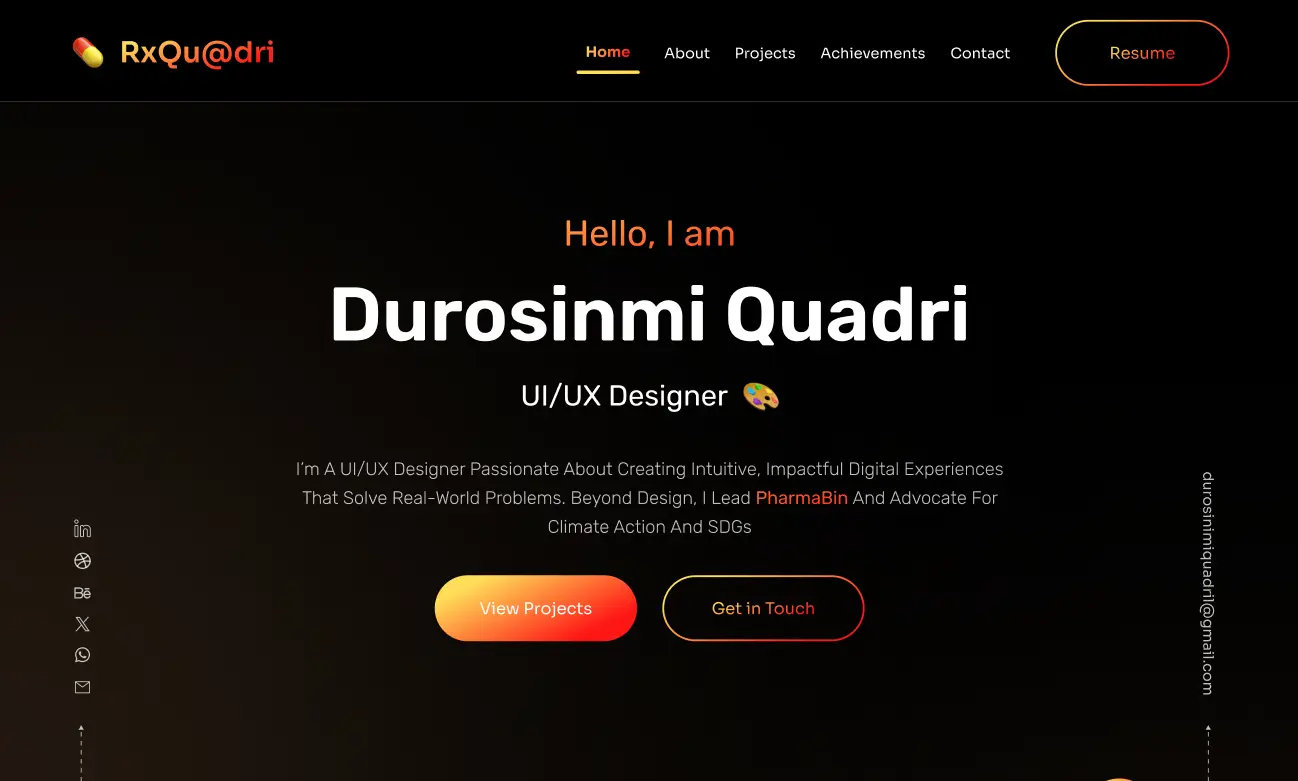 RxQu@dri
Home
About
Projects
Achievements
Contact
Resume
Hello, I am
Durosinmi Quadri
UI/UX Designer
I'm A UI/UX Designer Passionate About Creating Intuitive, Impactful Digital Experiences
That Solve Real-World Problems. Beyond Design, I Lead PharmaBin And Advocate For
Climate Action And SDGs
View Projects
Get in Touch
in
Bē
X
durosinimiquadri1@gmail.com